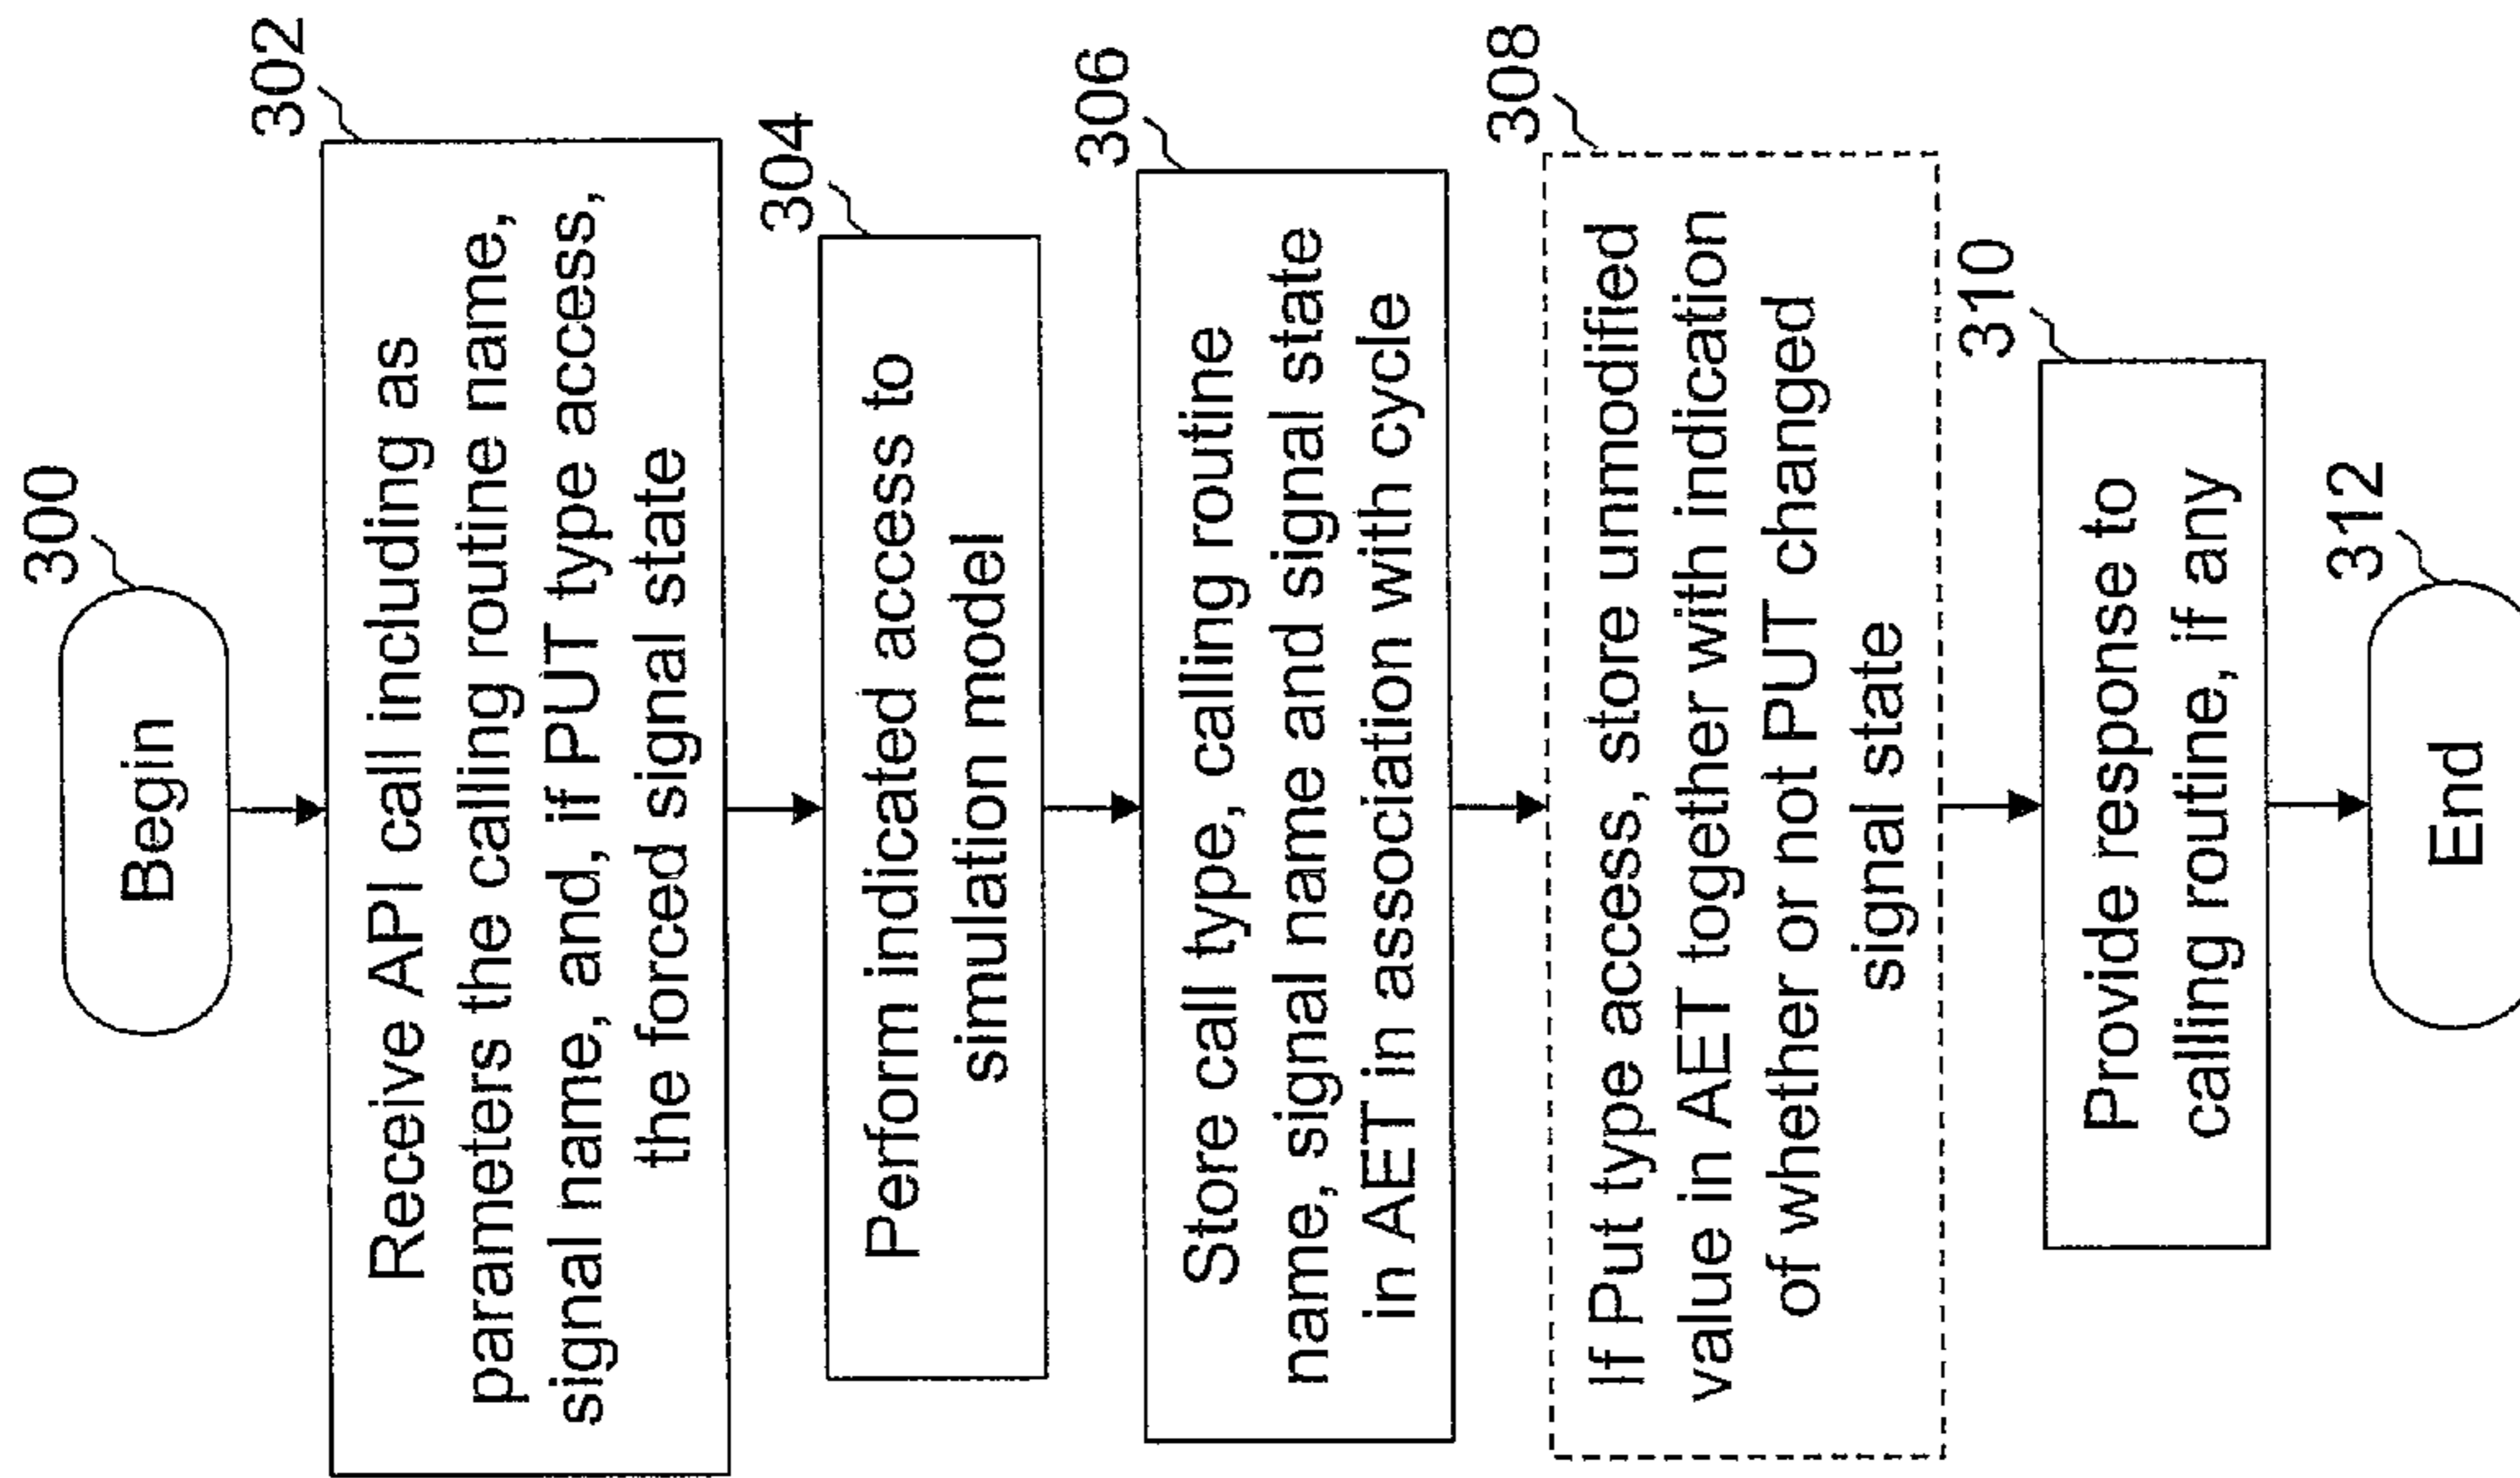 300
Begin
302
Receive API call including as
parameters the calling routine name,
signal name, and, if PUT type access,
the forced signal state
304
Perform indicated access to
simulation model
306
Store call type, calling routine
name, signal name and signal state
in AET in association with cycle
308
If Put type access, store unmodified
value in AET together with indication
of whether or not PUT changed
signal state
310
Provide response to
calling routine, if any
312
End